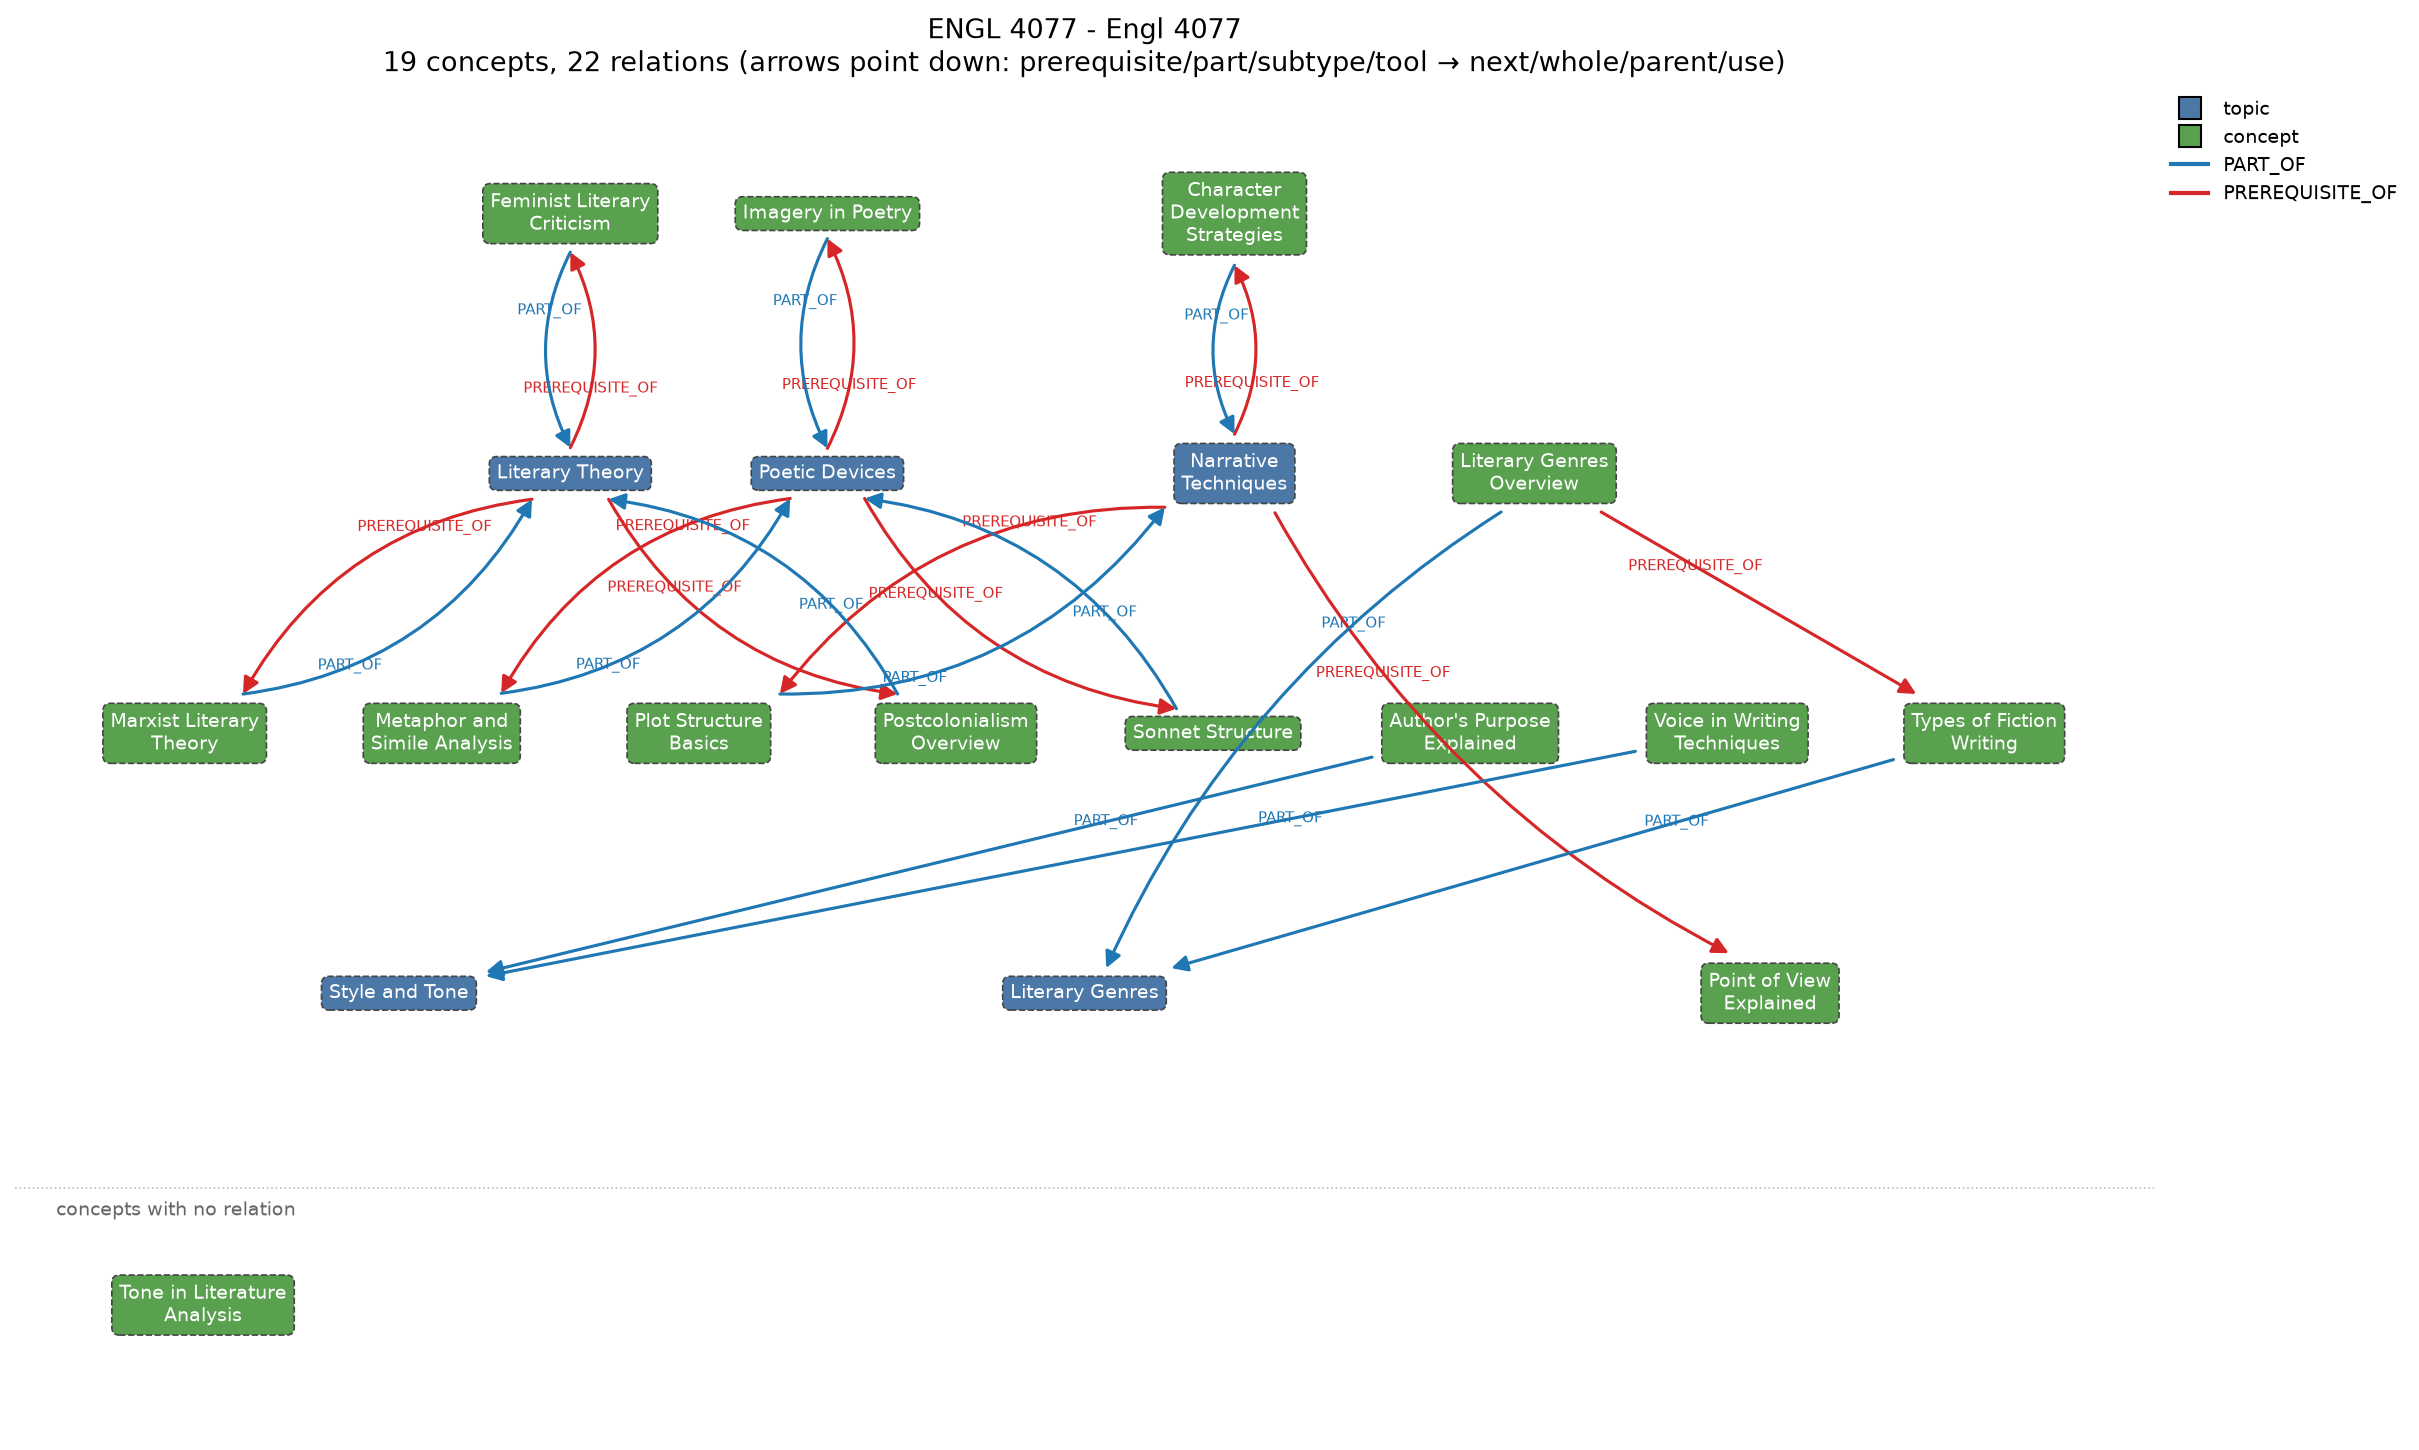 ENGL 4077 - Engl 4077
19 concepts, 22 relations (arrows point down: prerequisite/part/subtype/tool → next/whole/parent/use)
topic
concept
PART_OF
PREREQUISITE_OF
Feminist Literary
Criticism
Imagery in Poetry
Character
Development
Strategies
PART_OF
PART_OF
PART_OF
PREREQUISITE_OF
PREREQUISITE_OF
PREREQUISITE_OF
Literary Theory
Poetic Devices
Narrative
Techniques
Literary Genres
Overview
PREREQUISITE_OF
PREREQUISITE_OF
PREREQUISITE_OF
PREREQUISITE_OF
PREREQUISITE_OF
PREREQUISITE_OF
PART_OF
PART_OF
PART_OF
PART_OF
PART_OF
PART_OF
PREREQUISITE_OF
Marxist Literary
Theory
Metaphor and
Simile Analysis
Plot Structure
Basics
Postcolonialism
Overview
Sonnet Structure
Author's Purpose
Explained
Voice in Writing
Techniques
Types of Fiction
Writing
PART_OF
PART_OF
PART_OF
Style and Tone
Literary Genres
Point of View
Explained
concepts with no relation
Tone in Literature
Analysis